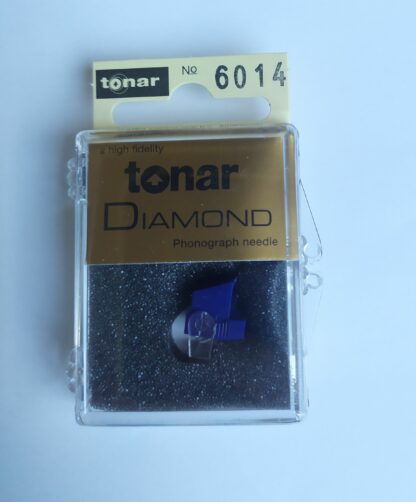 tonar No 6014
a high fidelity
tonar
DIAMOND
Phonograph needle